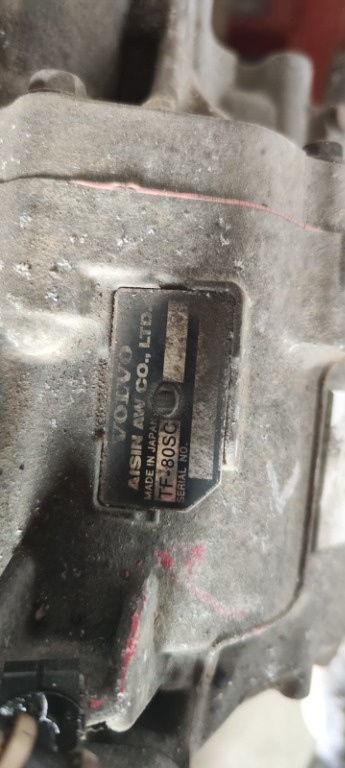 VOLVO
AISIN AW CO., LTD.
MADE IN JAPAN
TF-80SC
SERIAL NO.